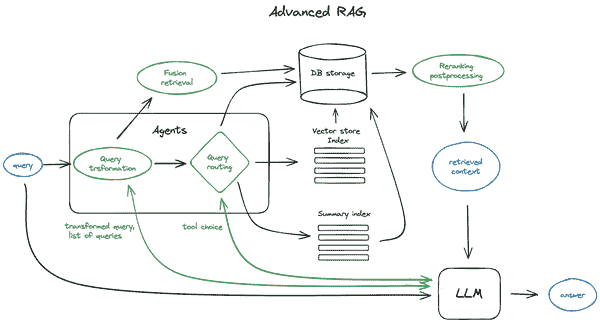 Advanced RAG
Fusion
retrieval
DB storage
Reranking
postprocessing
Agents
Vector store
Index
query
Query
trsformation
Query
routing
retrieved
context
Summary index
transformed query,
list of queries
tool choice
LLM
answer